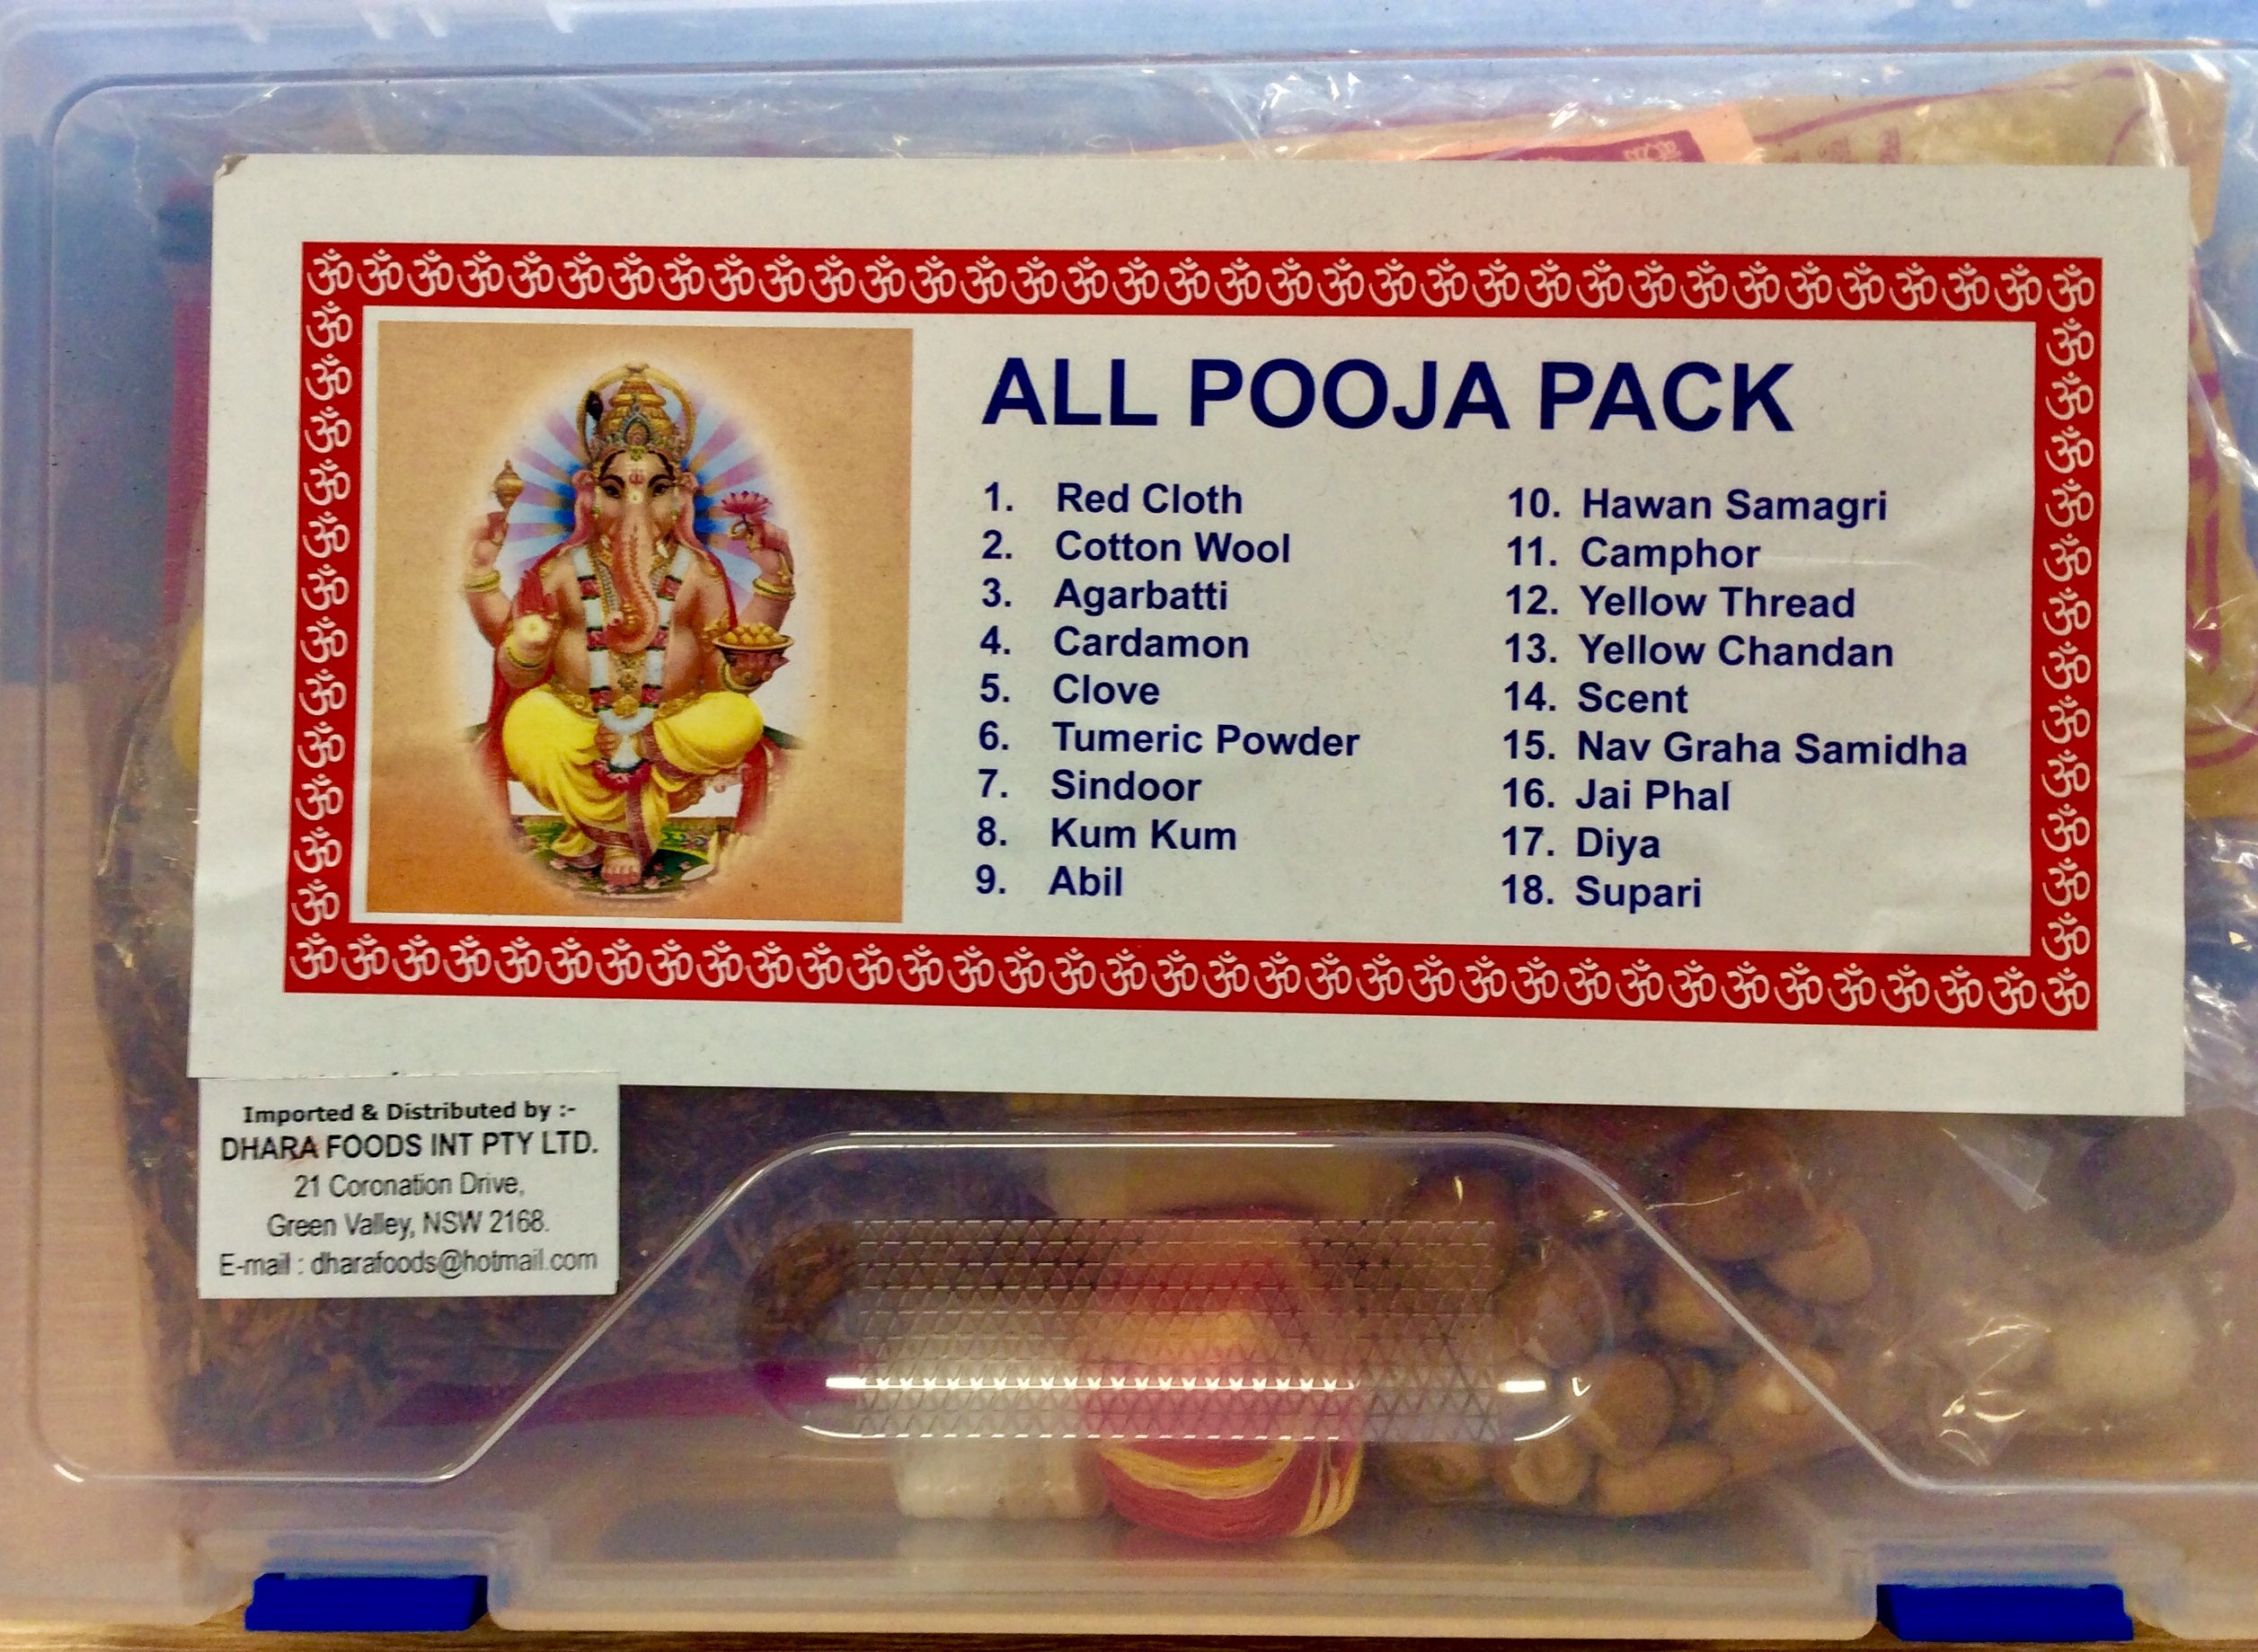 ALL POOJA PACK
1. Red Cloth
2. Cotton Wool
3. Agarbatti
4. Cardamon
5. Clove
6. Tumeric Powder
7. Sindoor
8. Kum Kum
9. Abil
10. Hawan Samagri
11. Camphor
12. Yellow Thread
13. Yellow Chandan
14. Scent
15. Nav Graha Samidha
16. Jai Phal
17. Diya
18. Supari
Imported & Distributed by :-
DHARA FOODS INT PTY LTD.
21 Coronation Drive,
Green Valley, NSW 2168.
E-mail : dharafoods@hotmail.com